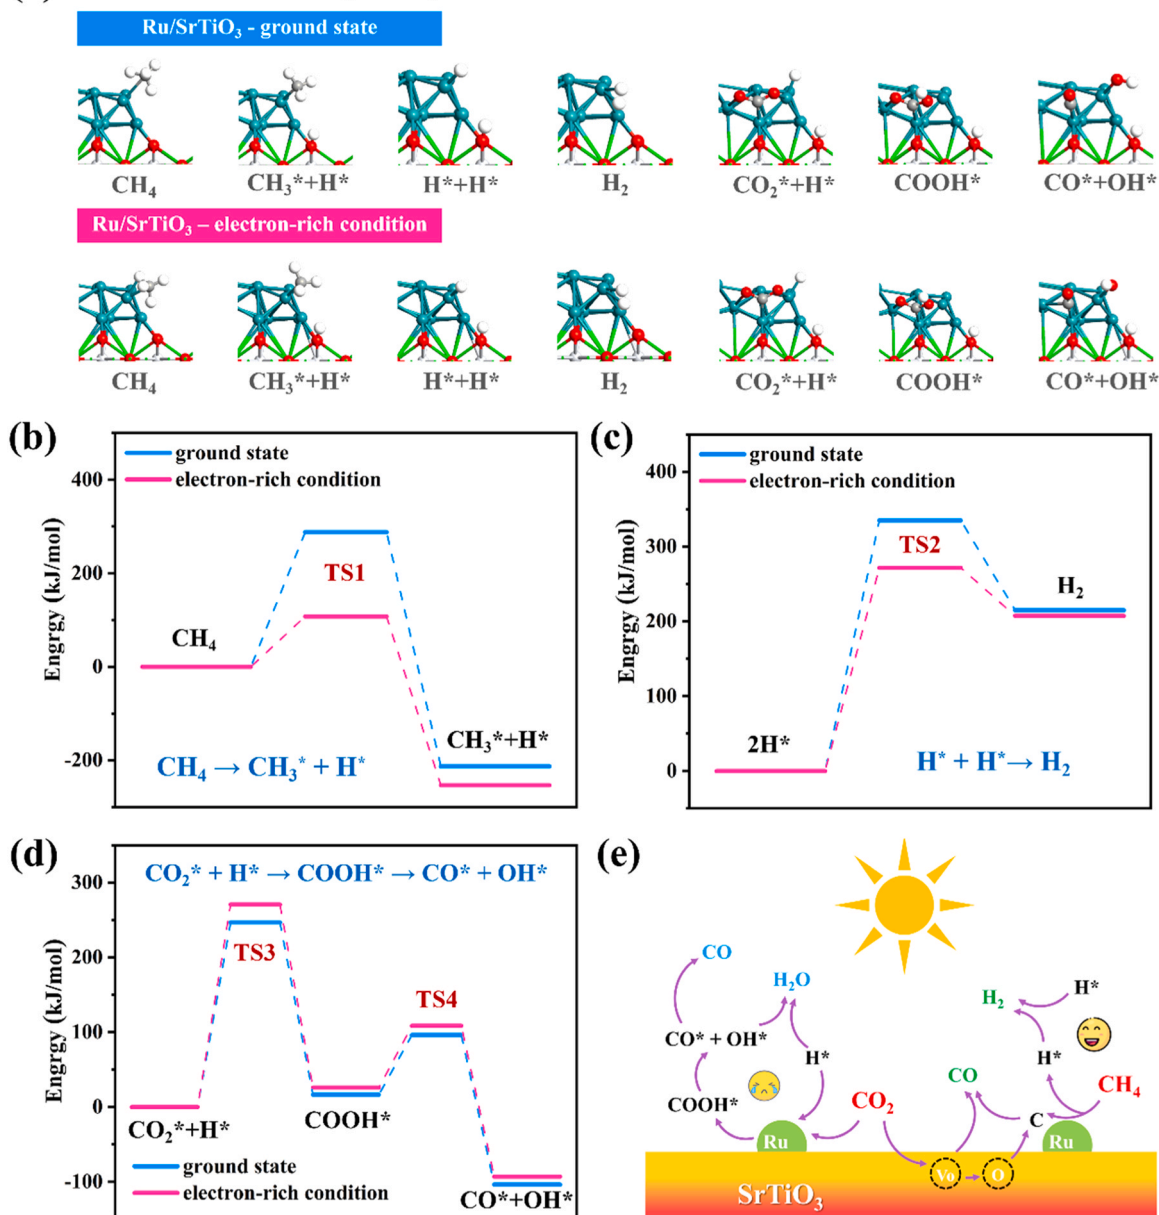 Ru/SrTiO₃ - ground state
CH₄ CH₃*+H* H*+H* H₂ CO₂*+H* COOH* CO*+OH*
Ru/SrTiO₃ – electron-rich condition
CH₄ CH₃*+H* H*+H* H₂ CO₂*+H* COOH* CO*+OH*
(b)
ground state
electron-rich condition
400
200
0
-200
Engrgy (kJ/mol)
CH₄
TS1
CH₃*+H*
CH₄ → CH₃* + H*
(c)
ground state
electron-rich condition
400
300
200
100
0
Engrgy (kJ/mol)
TS2
H₂
2H*
H* + H* → H₂
(d)
CO₂* + H* → COOH* → CO* + OH*
300
200
100
0
-100
Engrgy (kJ/mol)
TS3
TS4
CO₂*+H*
COOH*
CO*+OH*
ground state
electron-rich condition
(e)
CO
H₂O
H₂
H*
CO* + OH*
H*
H*
COOH*
CO₂
CO
CH₄
C
Ru
Ru
Vo
O
SrTiO₃